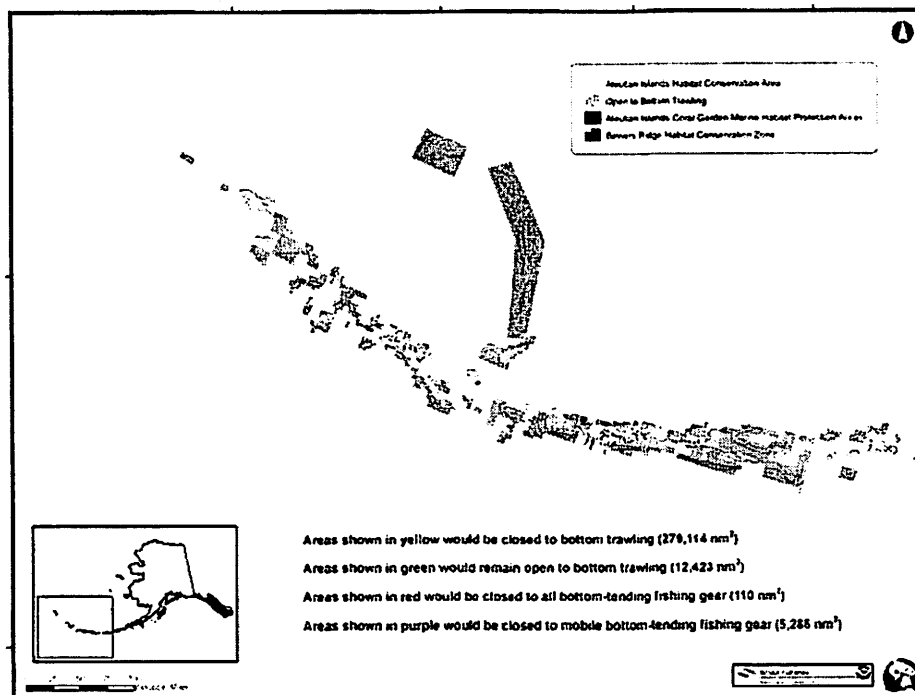 Aleutian Islands Habitat Conservation Area
Open to Bottom Trawling
Aleutian Islands Coral Garden Marine Habitat Protection Areas
Bowers Ridge Habitat Conservation Zone
Areas shown in yellow would be closed to bottom trawling (279,114 nm²)
Areas shown in green would remain open to bottom trawling (12,423 nm²)
Areas shown in red would be closed to all bottom-tending fishing gear (110 nm²)
Areas shown in purple would be closed to mobile bottom-tending fishing gear (5,286 nm²)